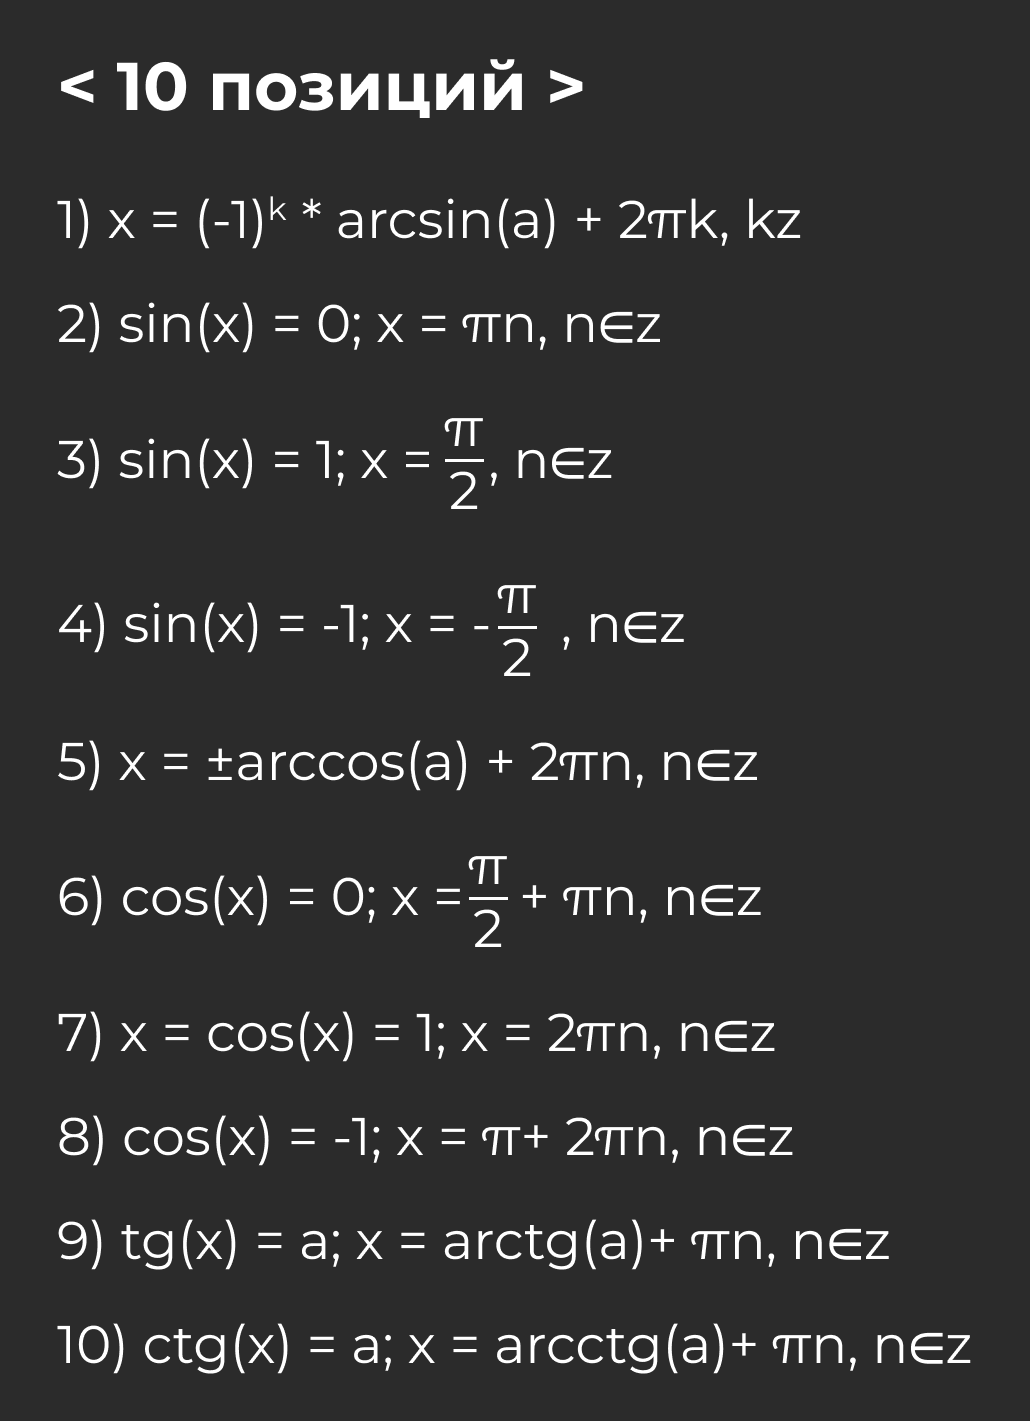 < 10 позиций >
1) x = (-1)ᵏ * arcsin(a) + 2πk, kz
2) sin(x) = 0; x = πn, n∈z
3) sin(x) = 1; x = π/2, n∈z
4) sin(x) = -1; x = -π/2 , n∈z
5) x = ±arccos(a) + 2πn, n∈z
6) cos(x) = 0; x =π/2 + πn, n∈z
7) x = cos(x) = 1; x = 2πn, n∈z
8) cos(x) = -1; x = π+ 2πn, n∈z
9) tg(x) = a; x = arctg(a)+ πn, n∈z
10) ctg(x) = a; x = arcctg(a)+ πn, n∈z